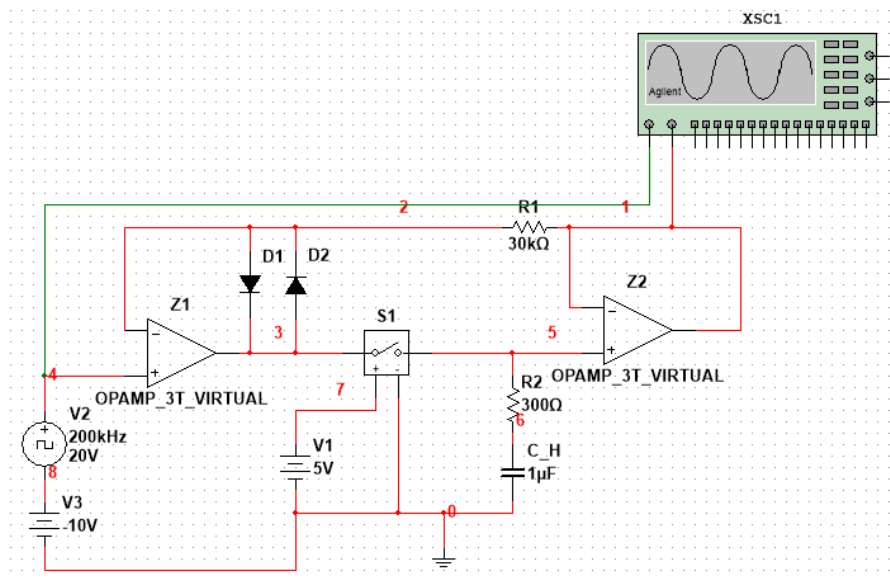 XSC1
Agilent
2
R1
1
30kΩ
D1
D2
Z2
Z1
S1
3
5
+ -
OPAMP_3T_VIRTUAL
4
OPAMP_3T_VIRTUAL
7
R2
300Ω
6
V2
200kHz
20V
8
V1
5V
C_H
1µF
V3
-10V
0